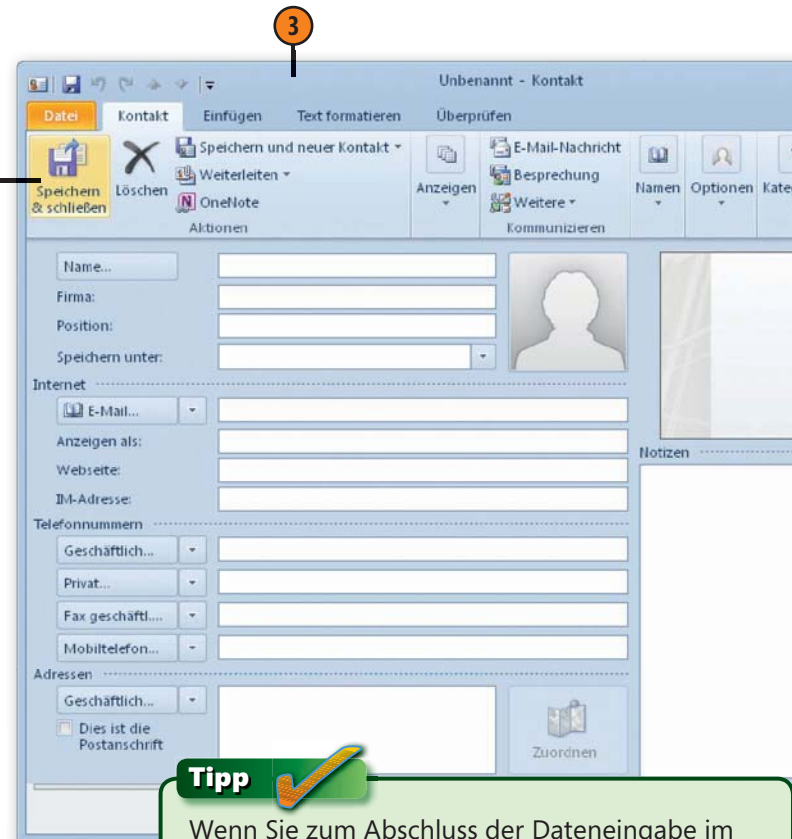 3
Unbenannt - Kontakt
Datei Kontakt Einfügen Text formatieren Überprüfen
Speichern & schließen
Löschen
Speichern und neuer Kontakt
Weiterleiten
OneNote
Aktionen
Anzeigen
E-Mail-Nachricht
Besprechung
Weitere
Kommunizieren
Namen
Optionen
Name...
Firma:
Position:
Speichern unter:
Internet
E-Mail...
Anzeigen als:
Webseite:
IM-Adresse:
Notizen
Telefonnummern
Geschäftlich...
Privat...
Fax geschäftl....
Mobiltelefon...
Adressen
Geschäftlich...
Dies ist die
Postanschrift
Zuordnen
Tipp
Wenn Sie zum Abschluss der Dateneingabe im